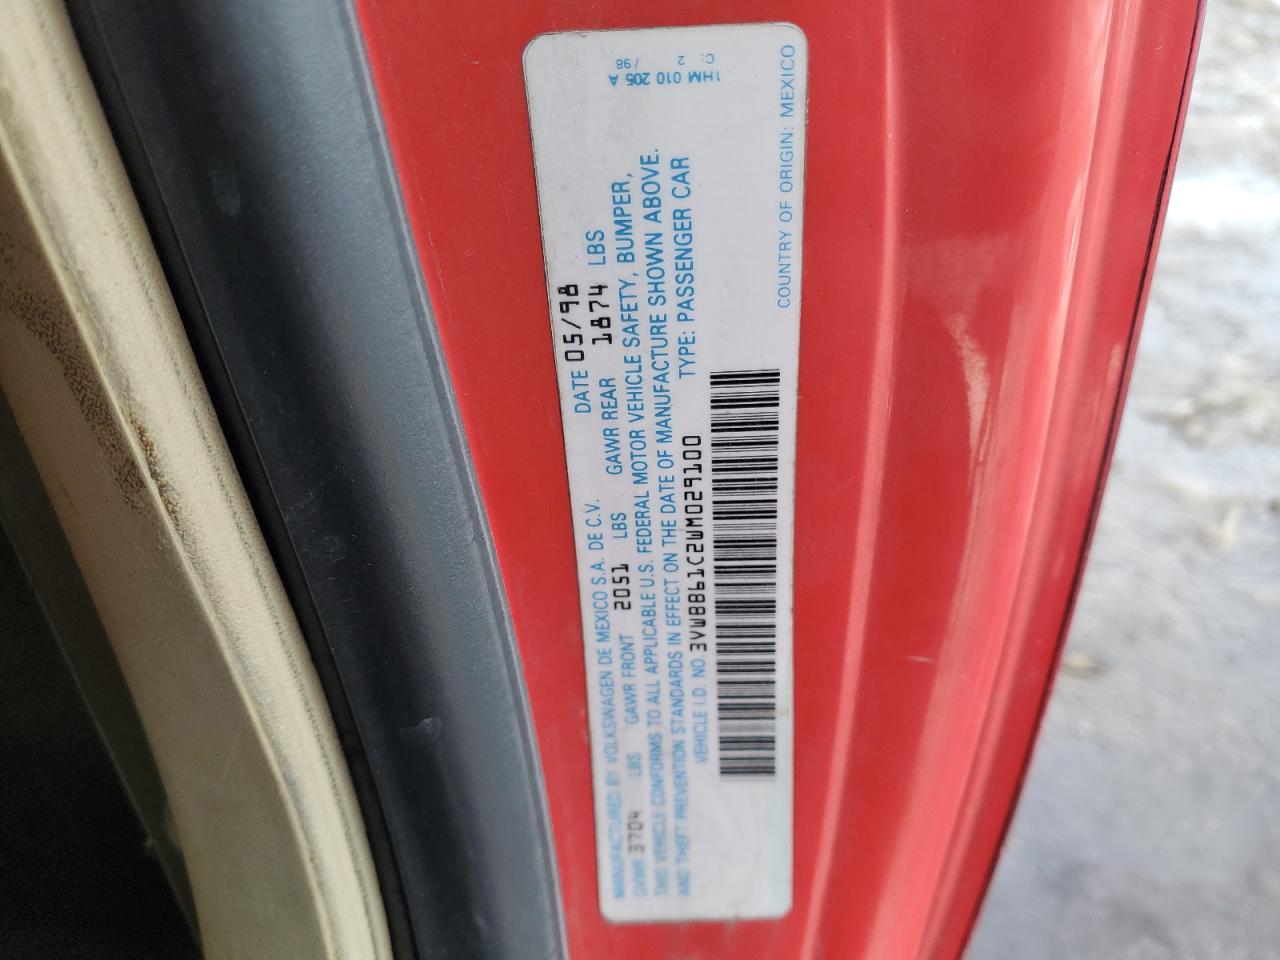 MANUFACTURED BY VOLKSWAGEN DE MEXICO S.A. DE C.V. DATE 05/98
GVWR 3704 LBS GAWR FRONT 2051 LBS GAWR REAR 1874 LBS
THIS VEHICLE CONFORMS TO ALL APPLICABLE U.S. FEDERAL MOTOR VEHICLE SAFETY, BUMPER,
AND THEFT PREVENTION STANDARDS IN EFFECT ON THE DATE OF MANUFACTURE SHOWN ABOVE.
VEHICLE I.D. NO. 3VWBB61C2WM029100 TYPE: PASSENGER CAR
COUNTRY OF ORIGIN: MEXICO
1HM 010 205 A
C: 2 /98